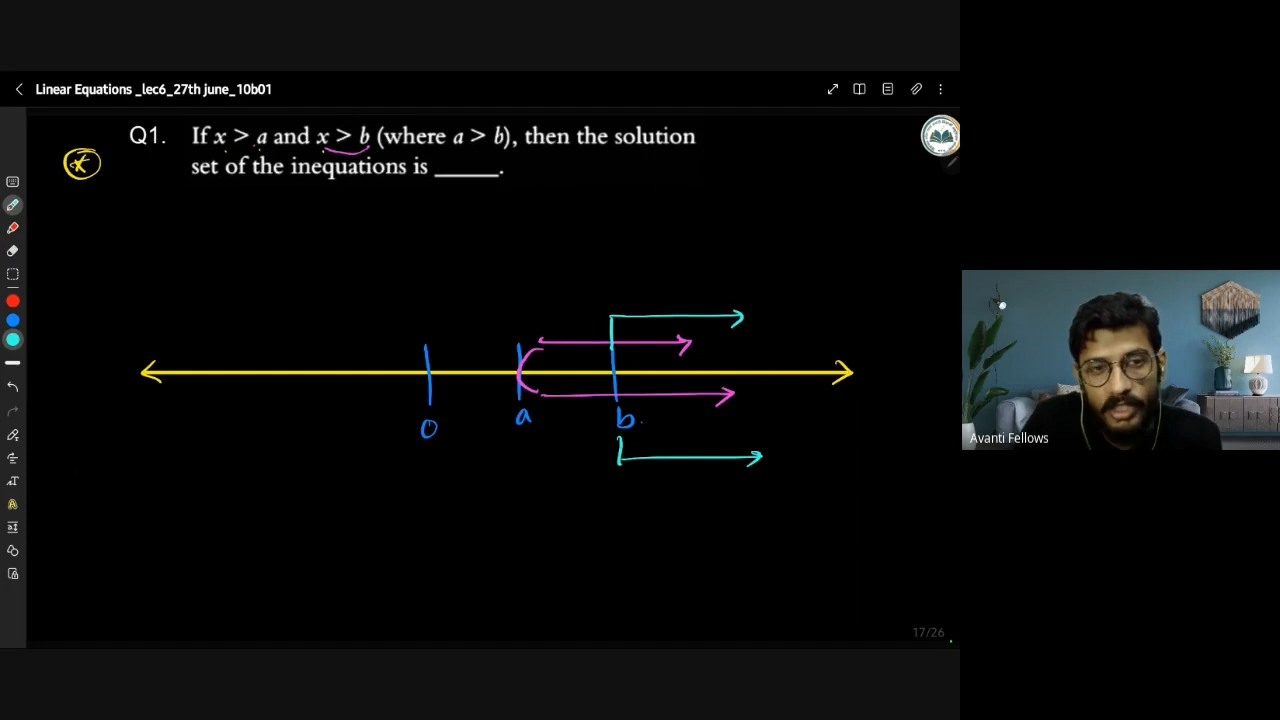 Linear Equations _lec6_27th june_10b01
Q1. If x > a and x > b (where a > b), then the solution
set of the inequations is ______.
0
a
b
Avanti Fellows
17/26